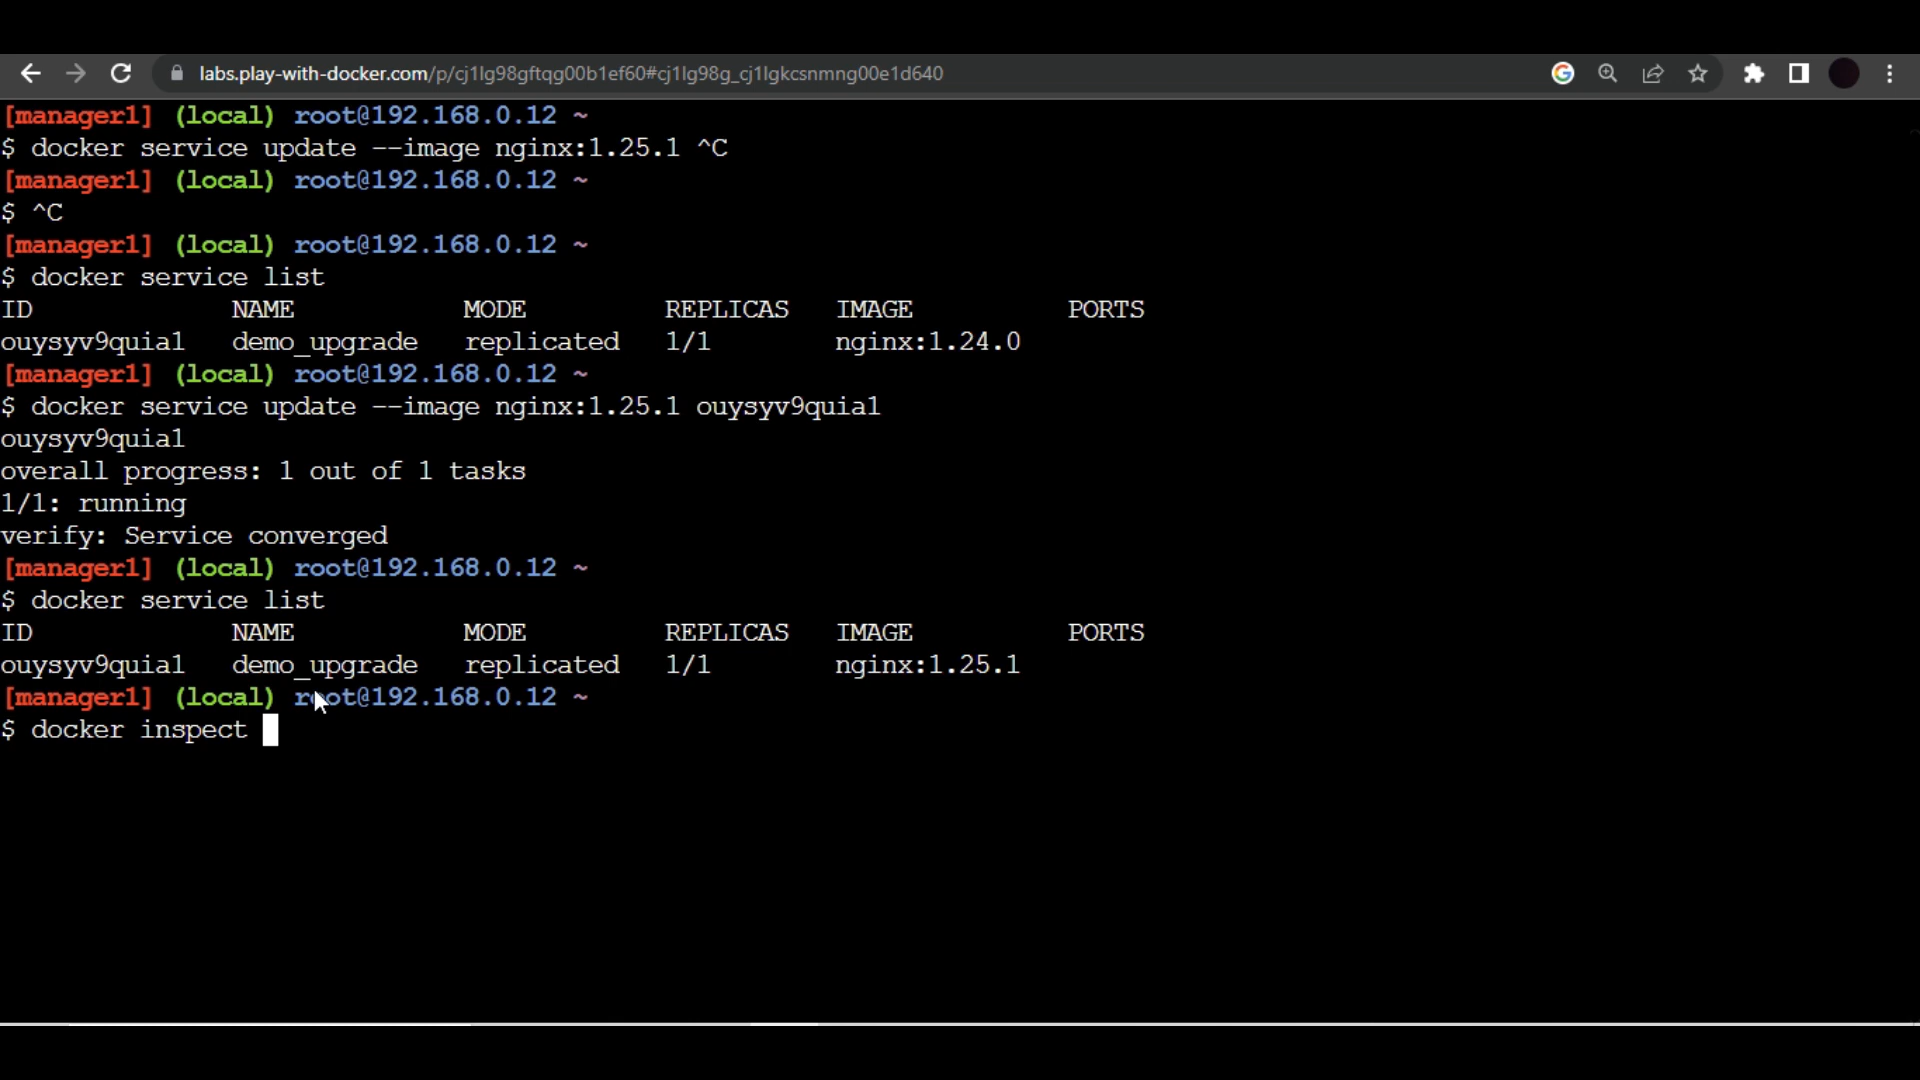 labs.play-with-docker.com/p/cj1lg98gftqg00b1ef60#cj1lg98g_cj1lgkcsnmng00e1d640
[manager1] (local) root@192.168.0.12 ~
$ docker service update --image nginx:1.25.1 ^C
[manager1] (local) root@192.168.0.12 ~
$ ^C
[manager1] (local) root@192.168.0.12 ~
$ docker service list
ID NAME MODE REPLICAS IMAGE PORTS
ouysyv9quia1 demo_upgrade replicated 1/1 nginx:1.24.0
[manager1] (local) root@192.168.0.12 ~
$ docker service update --image nginx:1.25.1 ouysyv9quia1
ouysyv9quia1
overall progress: 1 out of 1 tasks
1/1: running
verify: Service converged
[manager1] (local) root@192.168.0.12 ~
$ docker service list
ID NAME MODE REPLICAS IMAGE PORTS
ouysyv9quia1 demo_upgrade replicated 1/1 nginx:1.25.1
[manager1] (local) root@192.168.0.12 ~
$ docker inspect